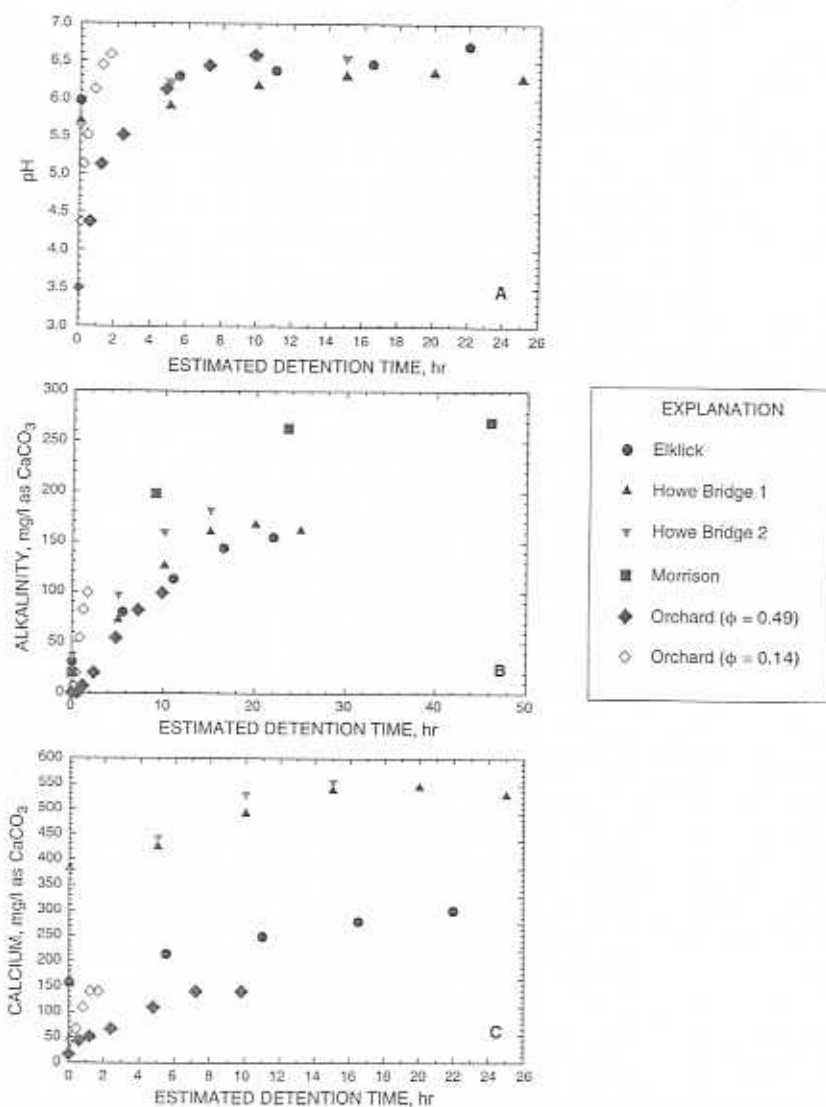 7.0
6.5
6.0
5.5
5.0
4.5
4.0
3.5
3.0
pH
A
0 2 4 6 8 10 12 14 16 18 20 22 24 26
ESTIMATED DETENTION TIME, hr
300
250
200
150
100
50
0
ALKALINITY, mg/l as CaCO₃
B
0 10 20 30 40 50
ESTIMATED DETENTION TIME, hr
EXPLANATION
Elklick
Howe Bridge 1
Howe Bridge 2
Morrison
Orchard (ϕ = 0.49)
Orchard (ϕ = 0.14)
600
550
500
450
400
350
300
250
200
150
100
50
0
CALCIUM, mg/l as CaCO₃
C
0 2 4 6 8 10 12 14 16 18 20 22 24 26
ESTIMATED DETENTION TIME, hr